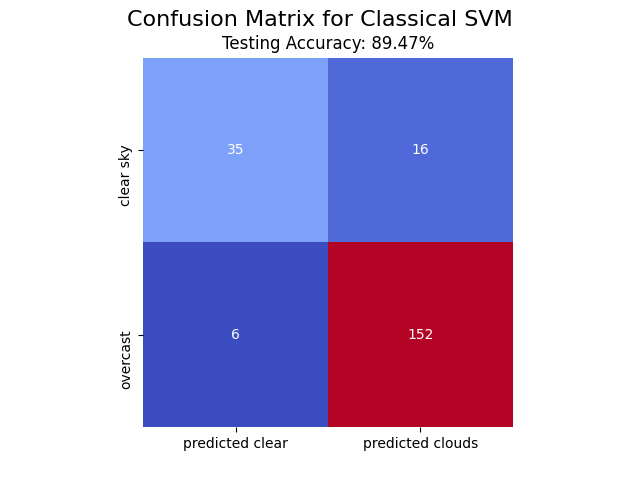 Confusion Matrix for Classical SVM
Testing Accuracy: 89.47%
clear sky
35
16
overcast
6
152
predicted clear
predicted clouds